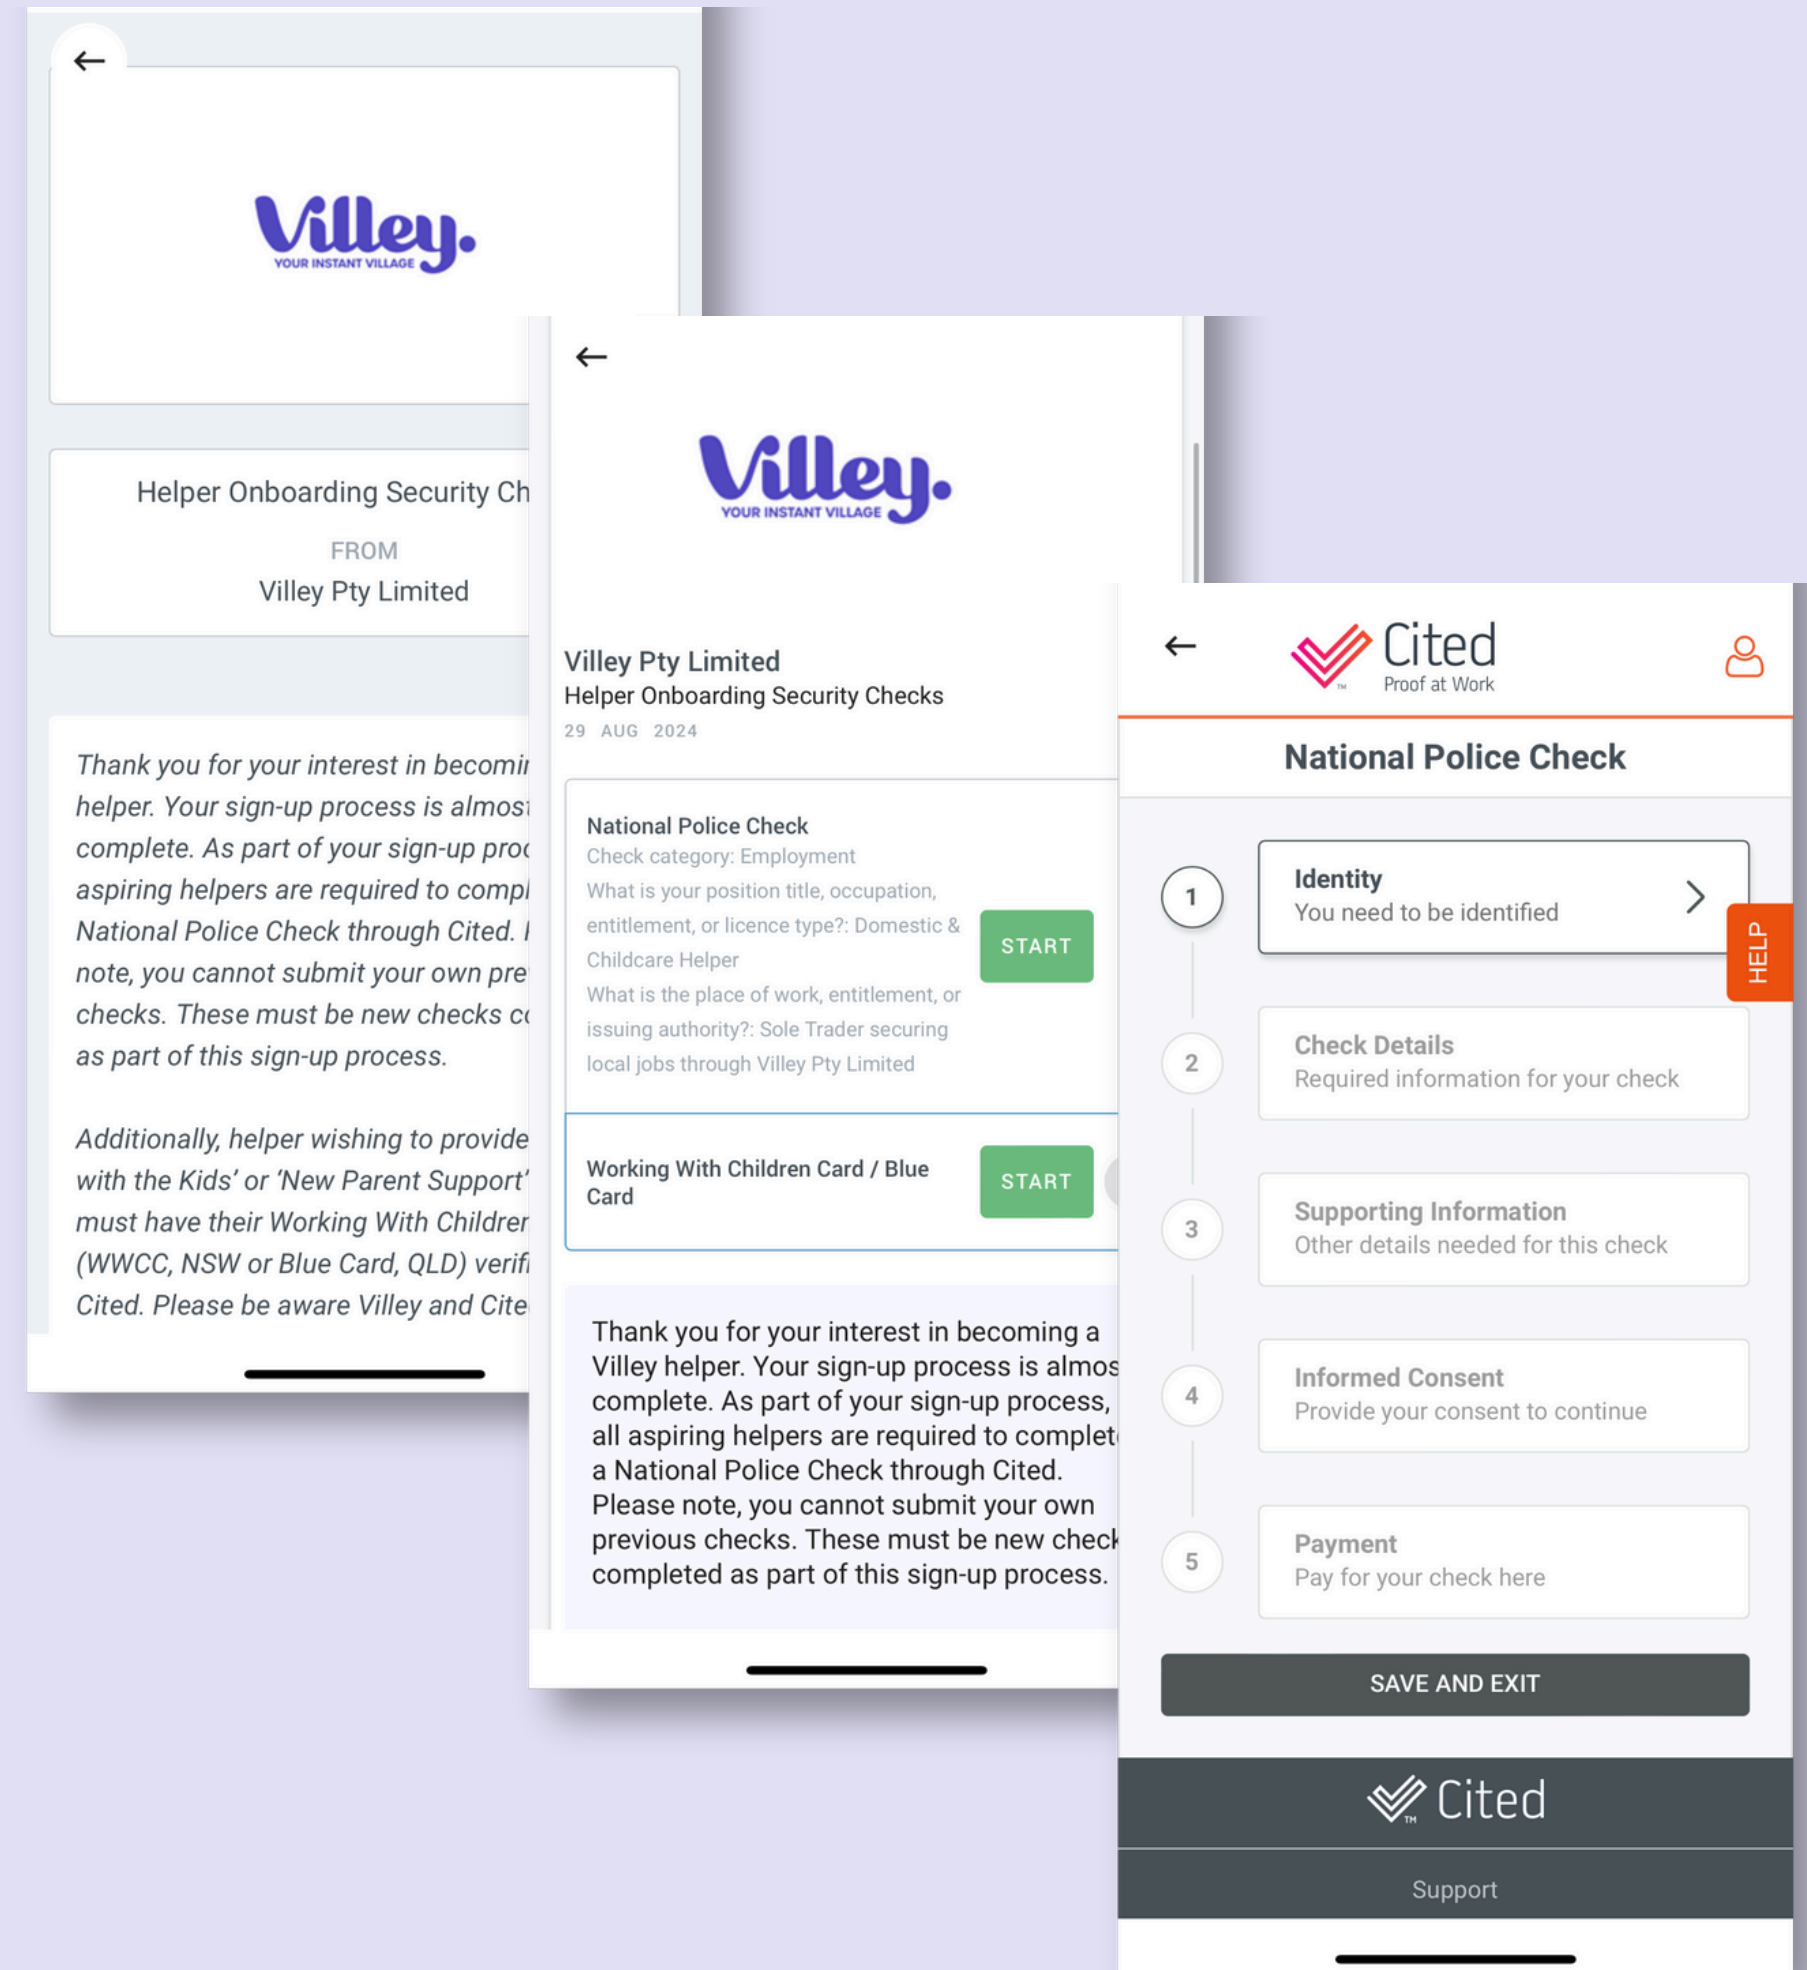 Villey.
YOUR INSTANT VILLAGE
Helper Onboarding Security Ch
FROM
Villey Pty Limited
Thank you for your interest in
helper. Your sign-up process is
complete. As part of your sign-up
aspiring helpers are required to
National Police Check through Cited.
note, you cannot submit your own
checks. These must be new checks
as part of this sign-up process.
Additionally, helper wishing to provide
with the Kids’ or ‘New Parent Support’
must have their Working With
(WWCC, NSW or Blue Card, QLD)
Cited. Please be aware Villey and
Villey.
YOUR INSTANT VILLAGE
Villey Pty Limited
Helper Onboarding Security Checks
29 AUG 2024
National Police Check
Check category: Employment
What is your position title, occupation,
entitlement, or licence type?: Domestic &
Childcare Helper
What is the place of work, entitlement, or
issuing authority?: Sole Trader securing
local jobs through Villey Pty Limited
START
Working With Children Card / Blue
Card
START
Thank you for your interest in becoming a
Villey helper. Your sign-up process is almos
complete. As part of your sign-up process,
all aspiring helpers are required to complet
a National Police Check through Cited.
Please note, you cannot submit your own
previous checks. These must be new check
completed as part of this sign-up process.
Cited
TM
Proof at Work
National Police Check
1
Identity
You need to be identified
HELP
2
Check Details
Required information for your check
3
Supporting Information
Other details needed for this check
4
Informed Consent
Provide your consent to continue
5
Payment
Pay for your check here
SAVE AND EXIT
Cited
TM
Support